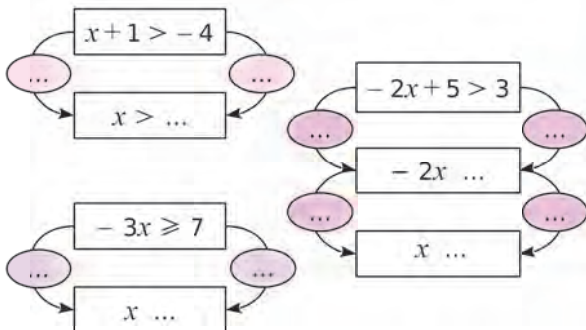 x + 1 > − 4
... ...
x > ...
− 3x ⩾ 7
... ...
x ...
− 2x + 5 > 3
... ...
− 2x ...
... ...
x ...